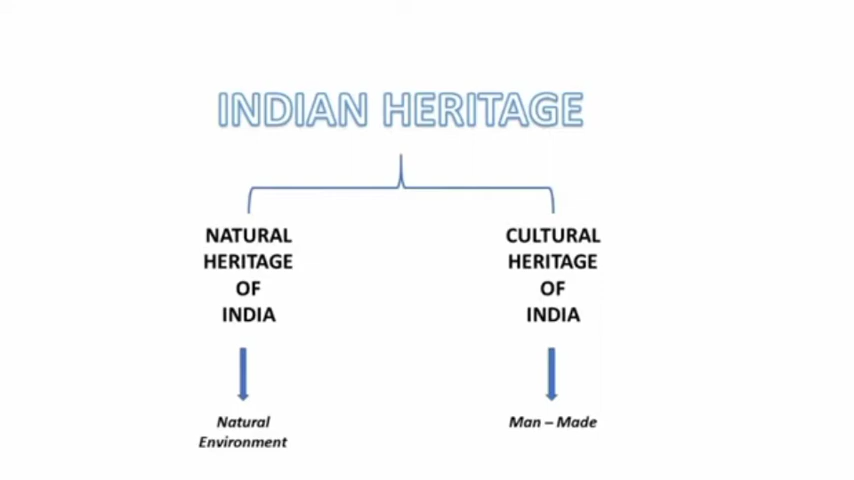 INDIAN HERITAGE
NATURAL
HERITAGE
OF
INDIA
Natural
Environment
CULTURAL
HERITAGE
OF
INDIA
Man – Made